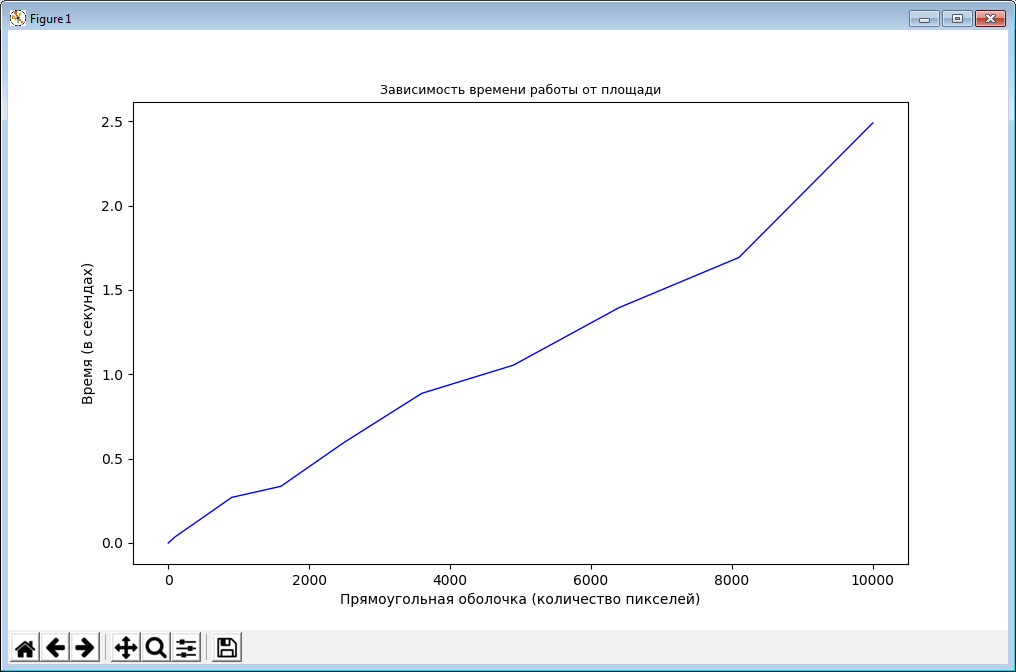 Figure 1
Зависимость времени работы от площади
2.5
2.0
1.5
1.0
0.5
0.0
Время (в секундах)
0 2000 4000 6000 8000 10000
Прямоугольная оболочка (количество пикселей)